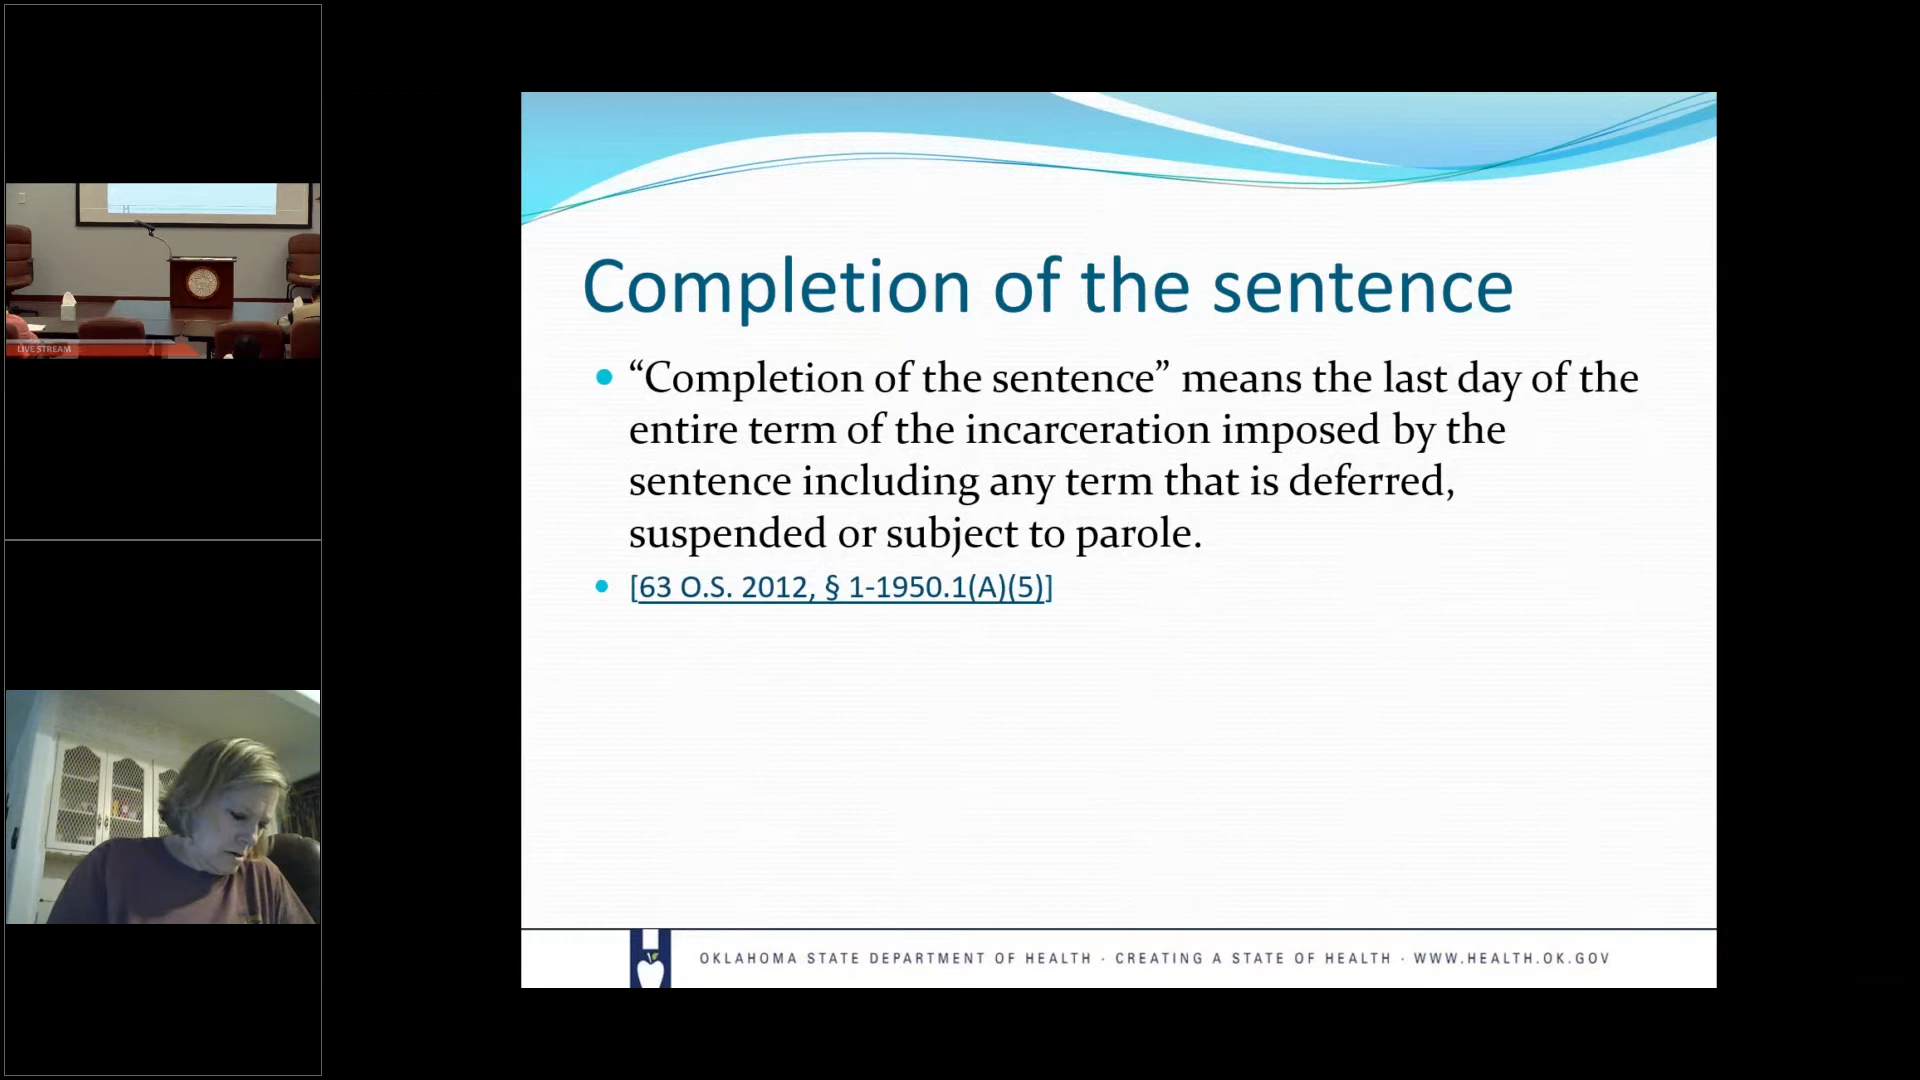 LIVE STREAM
Completion of the sentence
• “Completion of the sentence” means the last day of the
entire term of the incarceration imposed by the
sentence including any term that is deferred,
suspended or subject to parole.
• [63 O.S. 2012, § 1-1950.1(A)(5)]
OKLAHOMA STATE DEPARTMENT OF HEALTH · CREATING A STATE OF HEALTH · WWW.HEALTH.OK.GOV